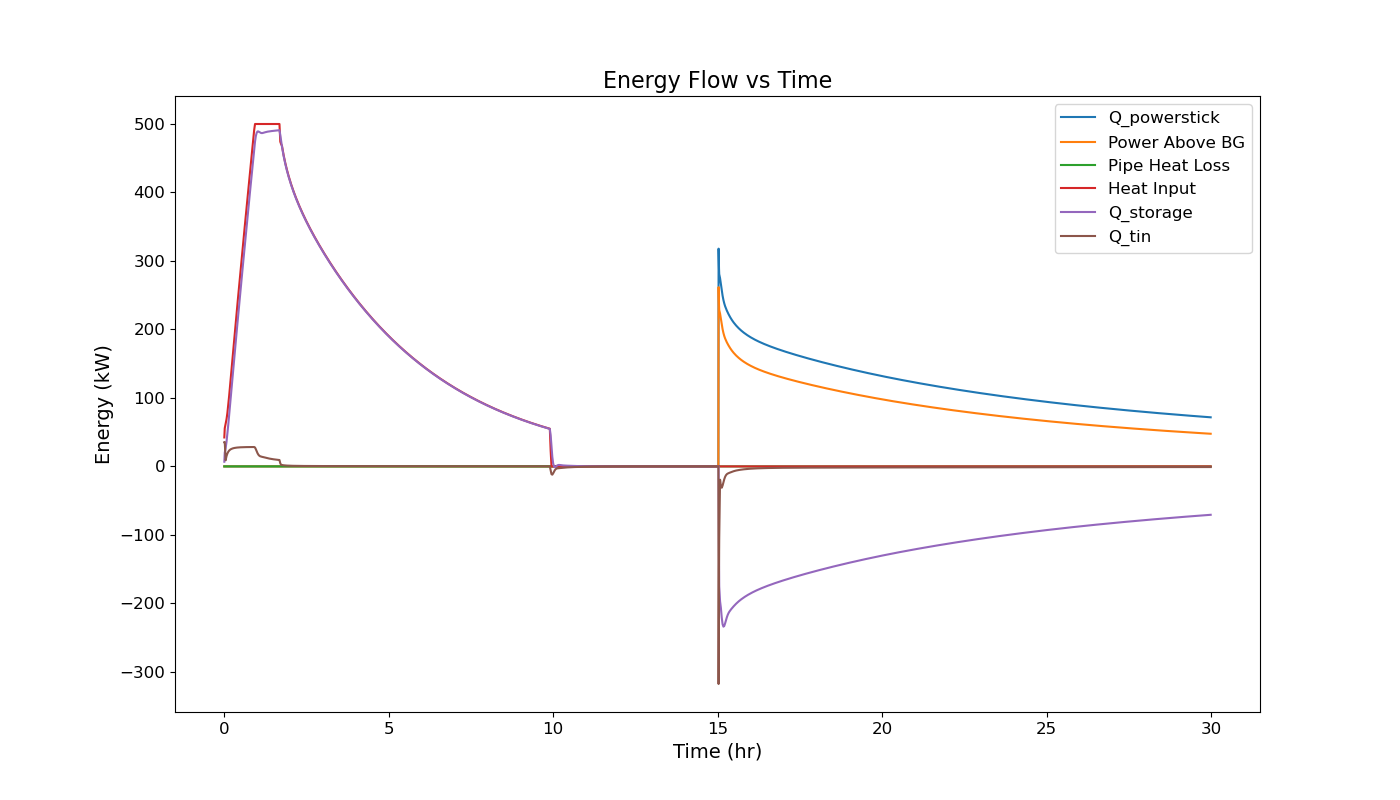 Energy Flow vs Time
Energy (kW)
500
400
300
200
100
0
−100
−200
−300
Q_powerstick
Power Above BG
Pipe Heat Loss
Heat Input
Q_storage
Q_tin
0 5 10 15 20 25 30
Time (hr)